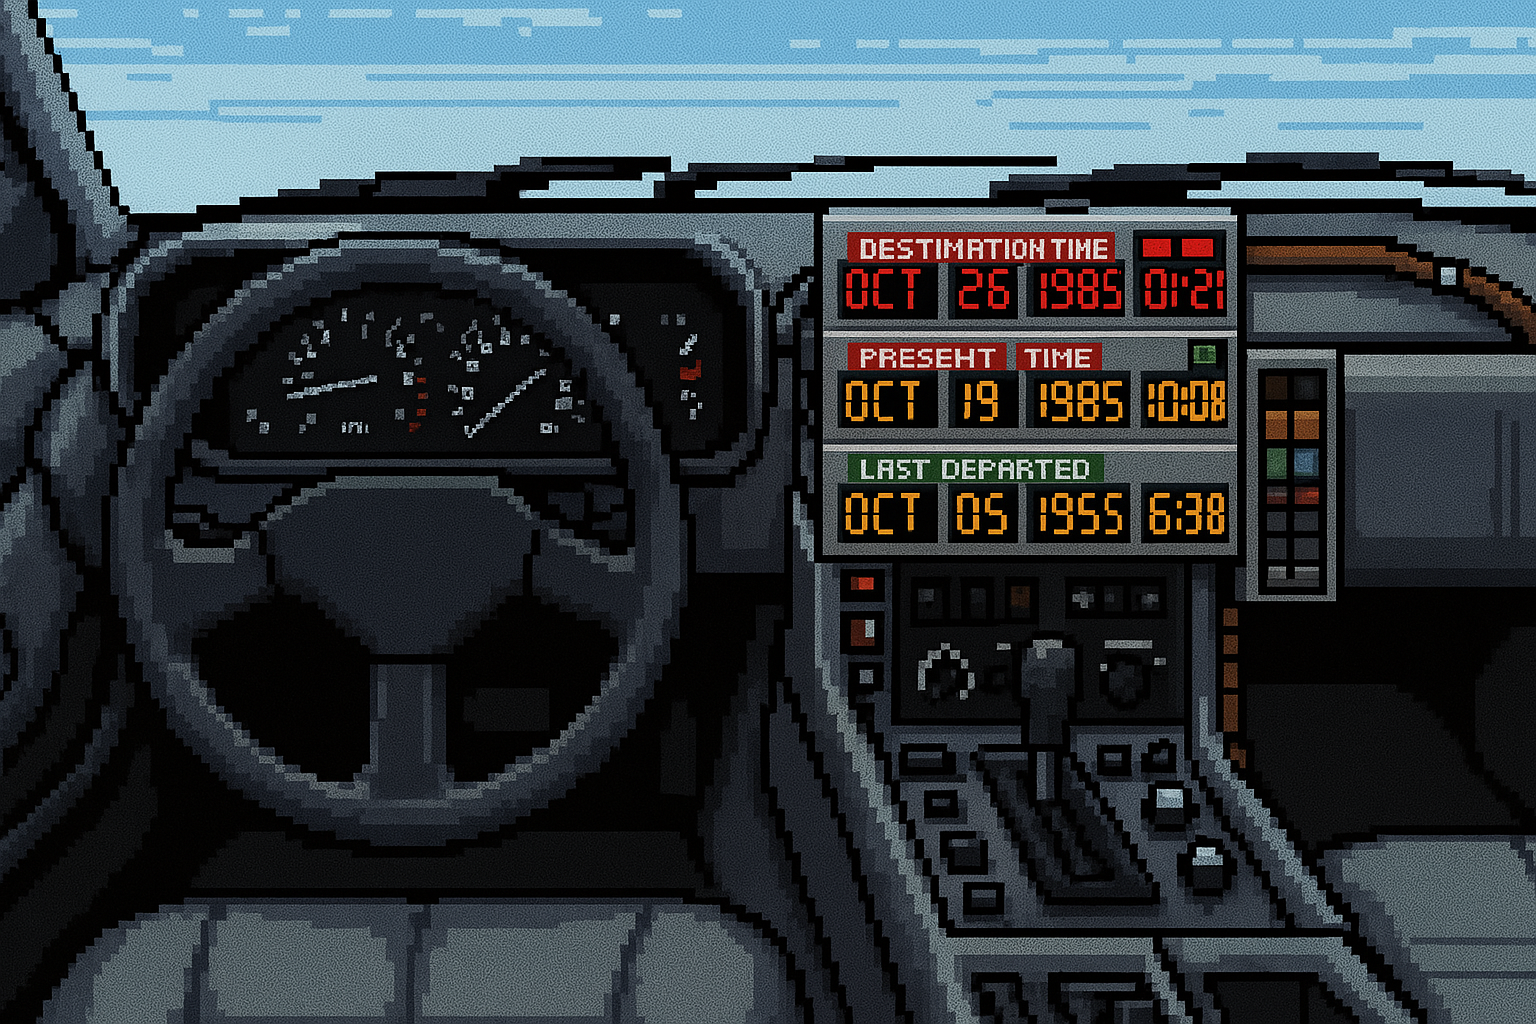 DESTIMATION TIME
OCT 26 1985 01:21
PRESEHT TIME
OCT 19 1985 10:08
LAST DEPARTED
OCT 05 1955 6:38